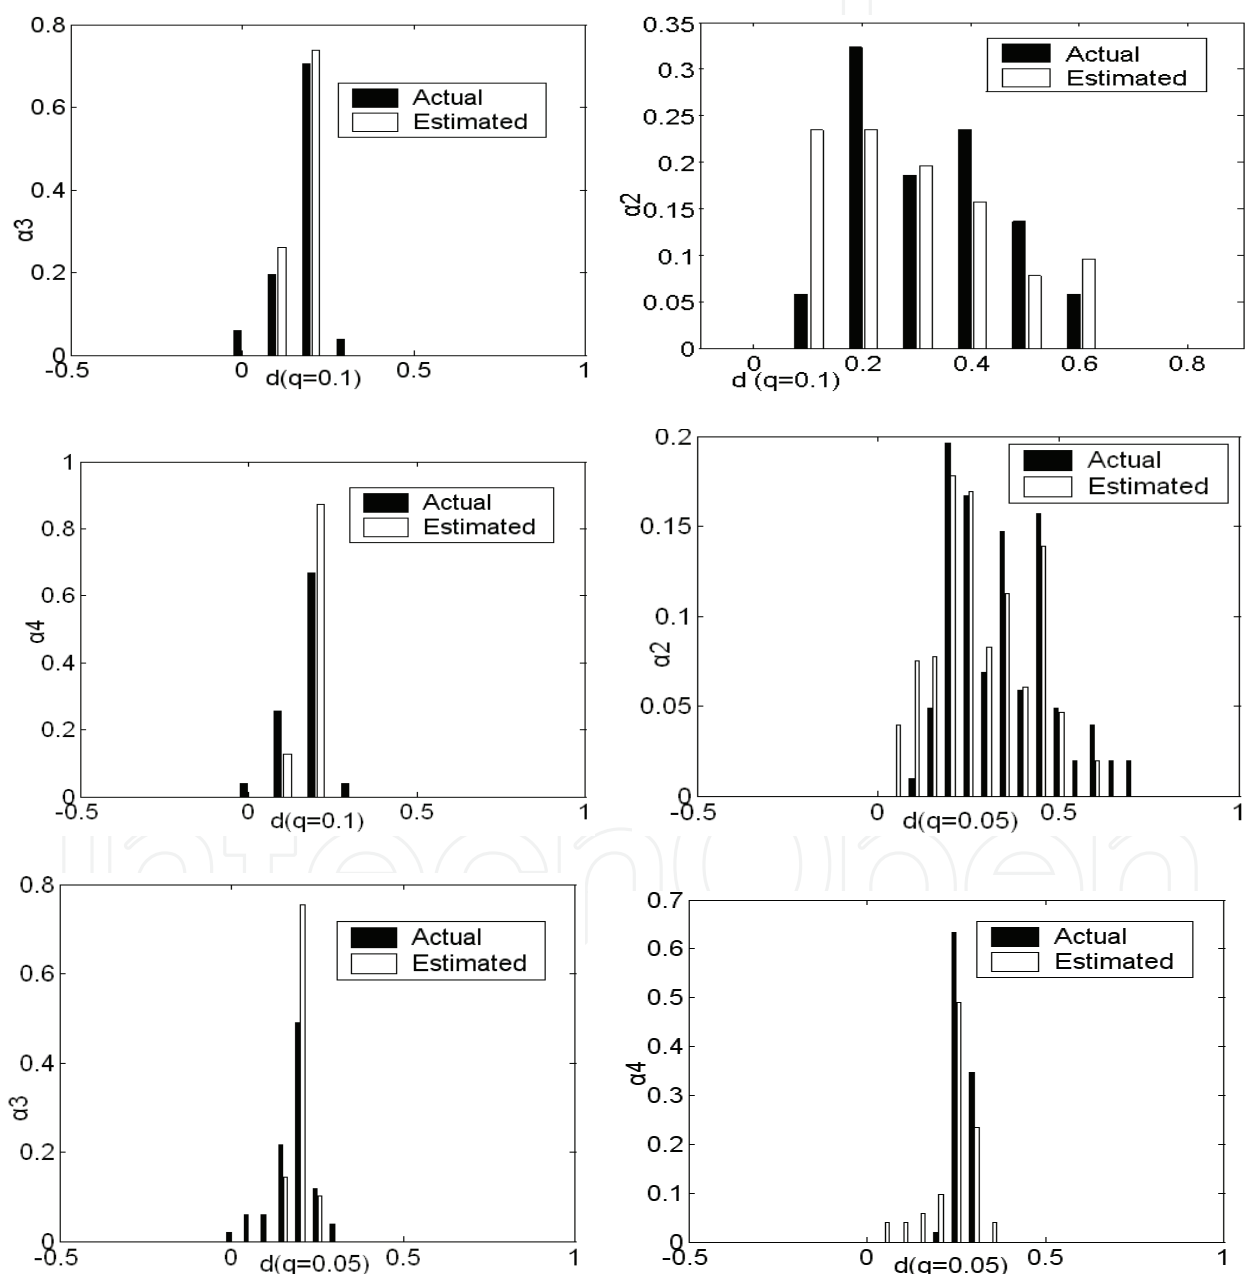 0.8
0.6
0.4
0.2
0
α3
-0.5
0
0.5
1
d(q=0.1)
Actual
Estimated
0.35
0.3
0.25
0.2
0.15
0.1
0.05
0
α2
0
0.2
0.4
0.6
0.8
d (q=0.1)
Actual
Estimated
1
0.8
0.6
0.4
0.2
0
α4
-0.5
0
0.5
1
d(q=0.1)
Actual
Estimated
0.2
0.15
0.1
0.05
0
α2
-0.5
0
0.5
1
d(q=0.05)
Actual
Estimated
IntechOpen
0.8
0.6
0.4
0.2
0
α3
-0.5
0
0.5
1
d(q=0.05)
Actual
Estimated
0.7
0.6
0.5
0.4
0.3
0.2
0.1
0
α4
-0.5
0
0.5
1
d(q=0.05)
Actual
Estimated